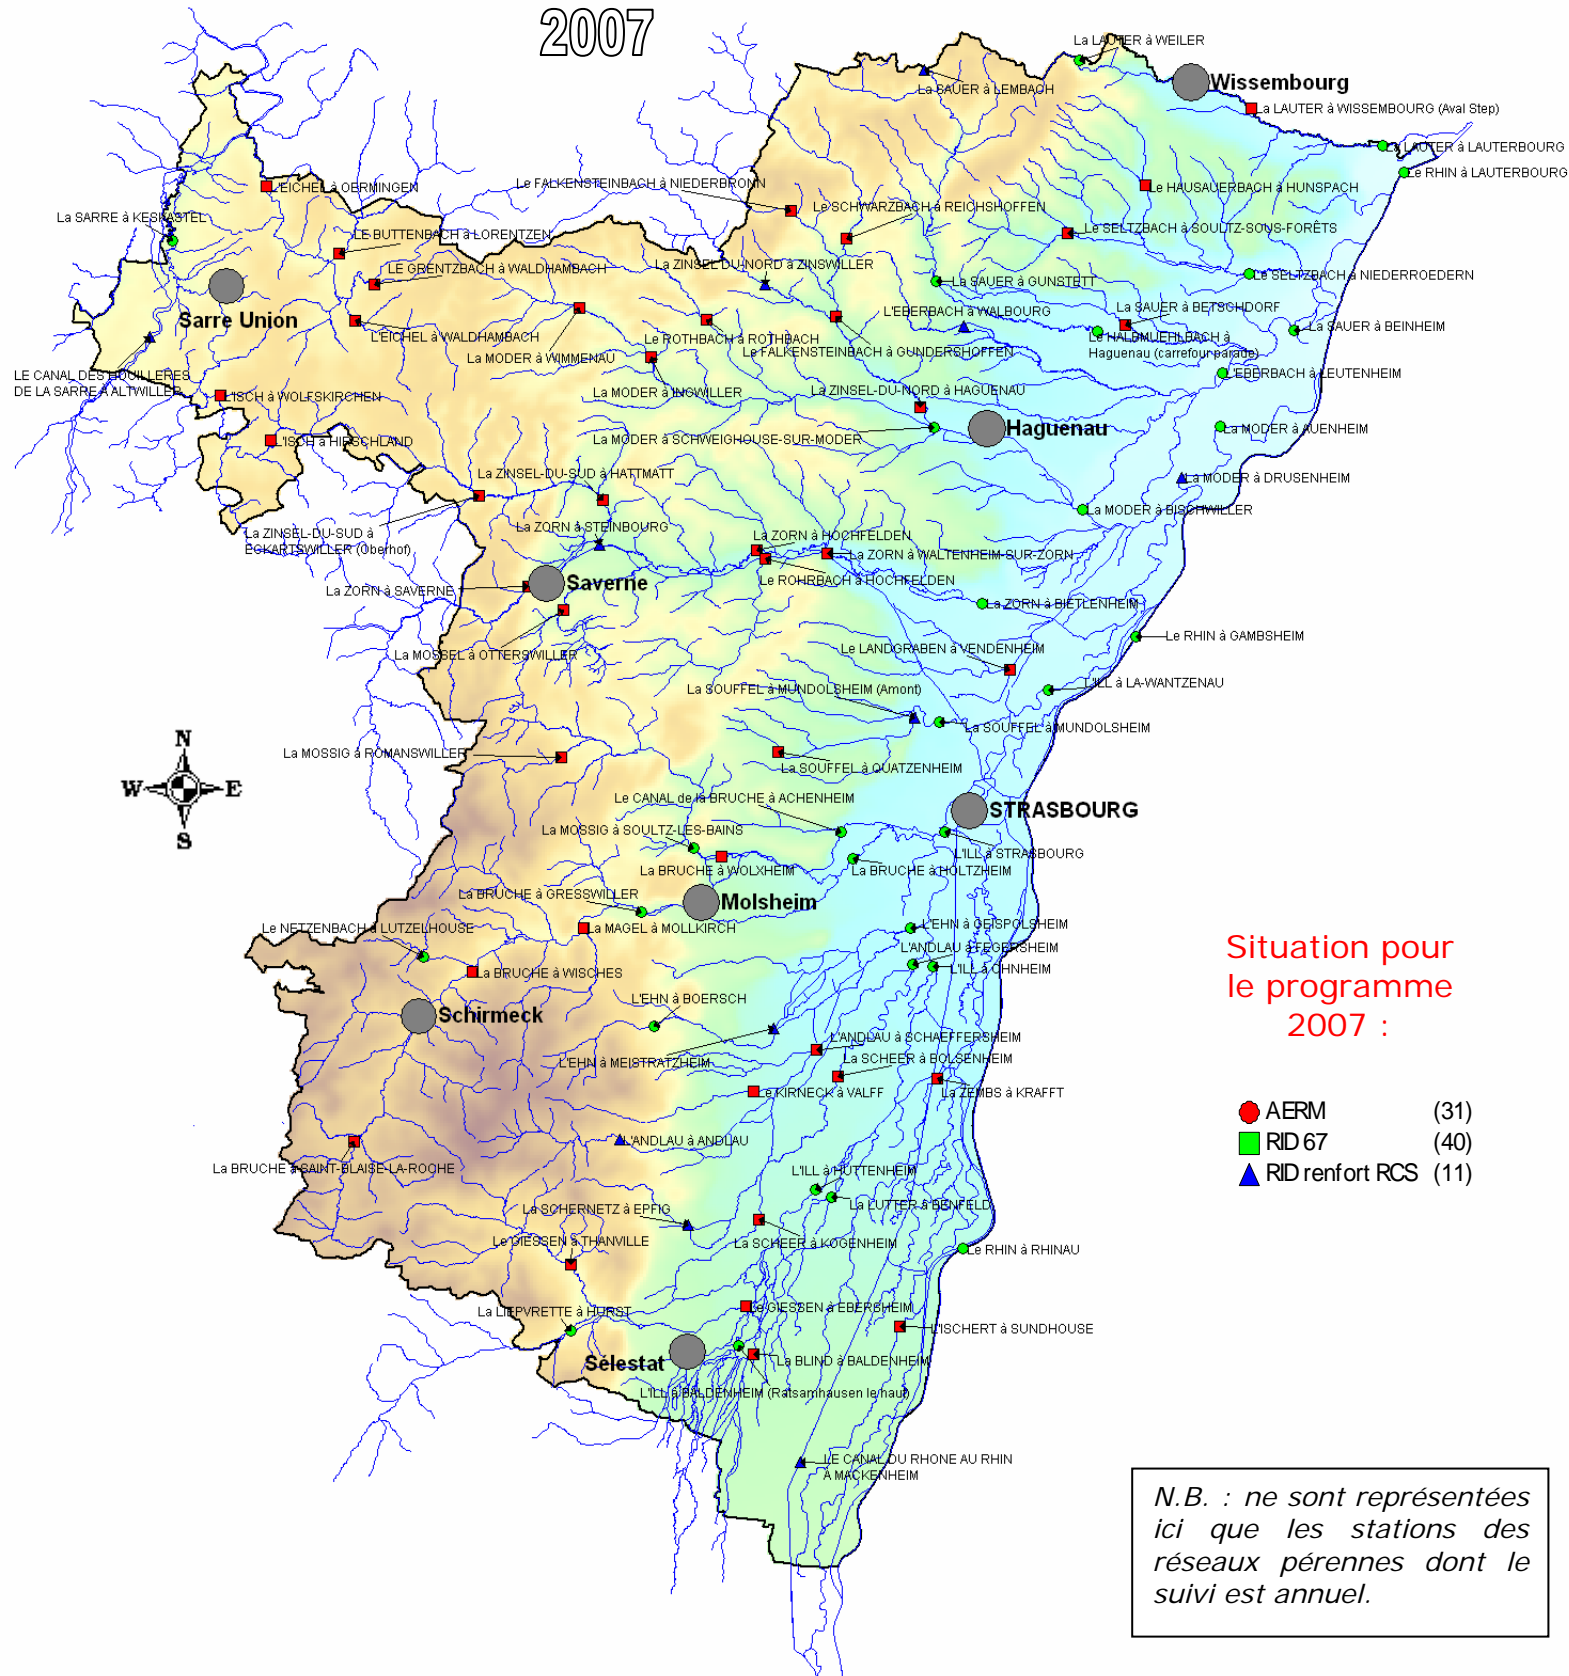 2007
La LAUTER à WEILER
Wissembourg
La SAUER à LEMBACH
La LAUTER à WISSEMBOURG (Aval Step)
La LAUTER à LAUTERBOURG
Le RHIN à LAUTERBOURG
L'EICHEL à OERMINGEN
Le FALKENSTEINBACH à NIEDERBRONN
Le HAUSAUERBACH à HUNSPACH
La SARRE à KESKASTEL
Le SCHWARZBACH à REICHSHOFFEN
LE BUTTENBACH à LORENTZEN
Le SELTZBACH à SOULTZ-SOUS-FORÊTS
LE GRENTZBACH à WALDHAMBACH
La ZINSEL-DU-NORD à ZINSWILLER
La SAUER à GUNSTETT
Le SELTZBACH à NIEDERROEDERN
Sarre Union
L'EBERBACH à WALBOURG
La SAUER à BETSCHDORF
La SAUER à BEINHEIM
L'EICHEL à WALDHAMBACH
Le ROTHBACH à ROTHBACH
Le HALBMUEHLBACH à
Haguenau (carrefour parade)
La MODER à WIMMENAU
Le FALKENSTEINBACH à GUNDERSHOFFEN
LE CANAL DES HOUILLERES
DE LA SARRE A ALTWILLER
L'EBERBACH à LEUTENHEIM
La MODER à INGWILLER
La ZINSEL-DU-NORD à HAGUENAU
L'ISCH à WOLFSKIRCHEN
Haguenau
La MODER à AUENHEIM
L'ISCH à HIRSCHLAND
La MODER à SCHWEIGHOUSE-SUR-MODER
La ZINSEL-DU-SUD à HATTMATT
La MODER à DRUSENHEIM
La MODER à BISCHWILLER
La ZINSEL-DU-SUD à
ECKARTSWILLER (Oberhof)
La ZORN à STEINBOURG
La ZORN à HOCHFELDEN
La ZORN à WALTENHEIM-SUR-ZORN
Le ROHRBACH à HOCHFELDEN
Saverne
La ZORN à SAVERNE
La ZORN à BIETLENHEIM
Le RHIN à GAMBSHEIM
La MOSSEL à OTTERSWILLER
Le LANDGRABEN à VENDENHEIM
L'ILL à LA-WANTZENAU
La SOUFFEL à MUNDOLSHEIM (Amont)
La SOUFFEL à MUNDOLSHEIM
La MOSSIG à ROMANSWILLER
La SOUFFEL à QUATZENHEIM
N
W
E
S
Le CANAL de la BRUCHE à ACHENHEIM
STRASBOURG
La MOSSIG à SOULTZ-LES-BAINS
L'ILL à STRASBOURG
La BRUCHE à WOLXHEIM
La BRUCHE à HOLTZHEIM
La BRUCHE à GRESSWILLER
Molsheim
Le NETZENBACH à LUTZELHOUSE
La MAGEL à MOLLKIRCH
L'EHN à GEISPOLSHEIM
L'ANDLAU à FEGERSHEIM
L'ILL à OHNHEIM
La BRUCHE à WISCHES
Situation pour
le programme
2007 :
L'EHN à BOERSCH
Schirmeck
L'ANDLAU à SCHAEFFERSHEIM
L'EHN à MEISTRATZHEIM
La SCHEER à BOLSENHEIM
Le KIRNECK à VALFF
La ZEMBS à KRAFFT
AERM (31)
RID 67 (40)
RID renfort RCS (11)
L'ANDLAU à ANDLAU
La BRUCHE à SAINT-BLAISE-LA-ROCHE
L'ILL à HUTTENHEIM
La LUTTER à BENFELD
La SCHERNETZ à EPFIG
Le GIESSEN à THANVILLE
La SCHEER à KOGENHEIM
Le RHIN à RHINAU
La LIEPVRETTE à HURST
Le GIESSEN à EBERSHEIM
L'ISCHERT à SUNDHOUSE
Sélestat
La BLIND à BALDENHEIM
L'ILL à BALDENHEIM (Ratsamhausen le haut)
LE CANAL DU RHONE AU RHIN
A MACKENHEIM
N.B. : ne sont représentées
ici que les stations des
réseaux pérennes dont le
suivi est annuel.